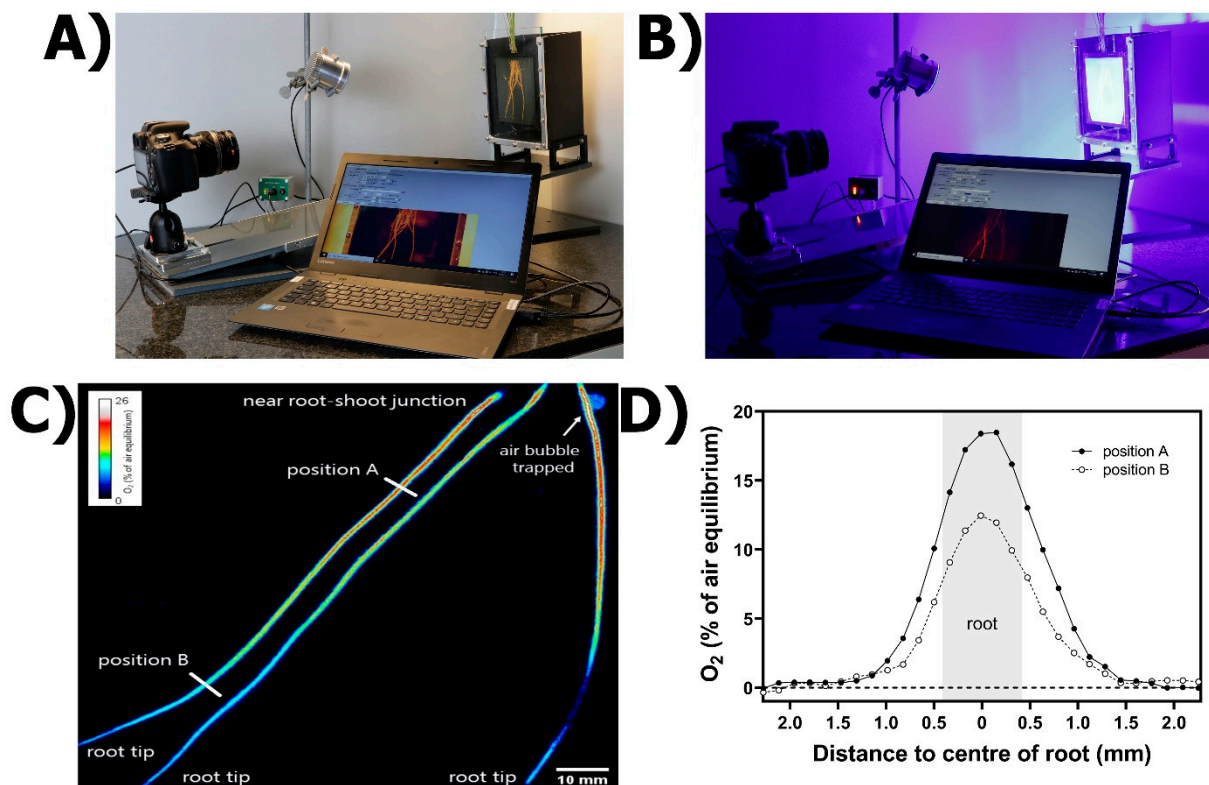 A)
B)
C)
26
O₂ (% of air equilibrium)
0
near root-shoot junction
position A
air bubble
trapped
position B
root tip
root tip
root tip
10 mm
D)
O₂ (% of air equilibrium)
20
15
10
5
0
position A
position B
root
2.0 1.5 1.0 0.5 0 0.5 1.0 1.5 2.0
Distance to centre of root (mm)